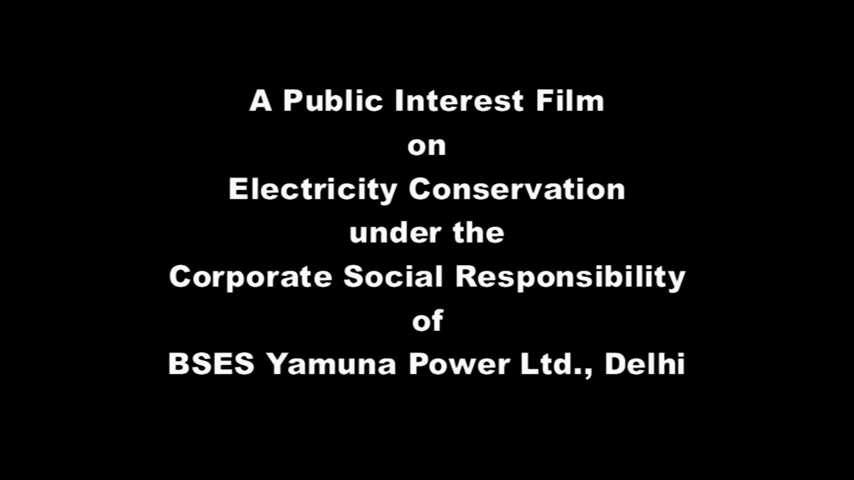 A Public Interest Film
on
Electricity Conservation
under the
Corporate Social Responsibility
of
BSES Yamuna Power Ltd., Delhi